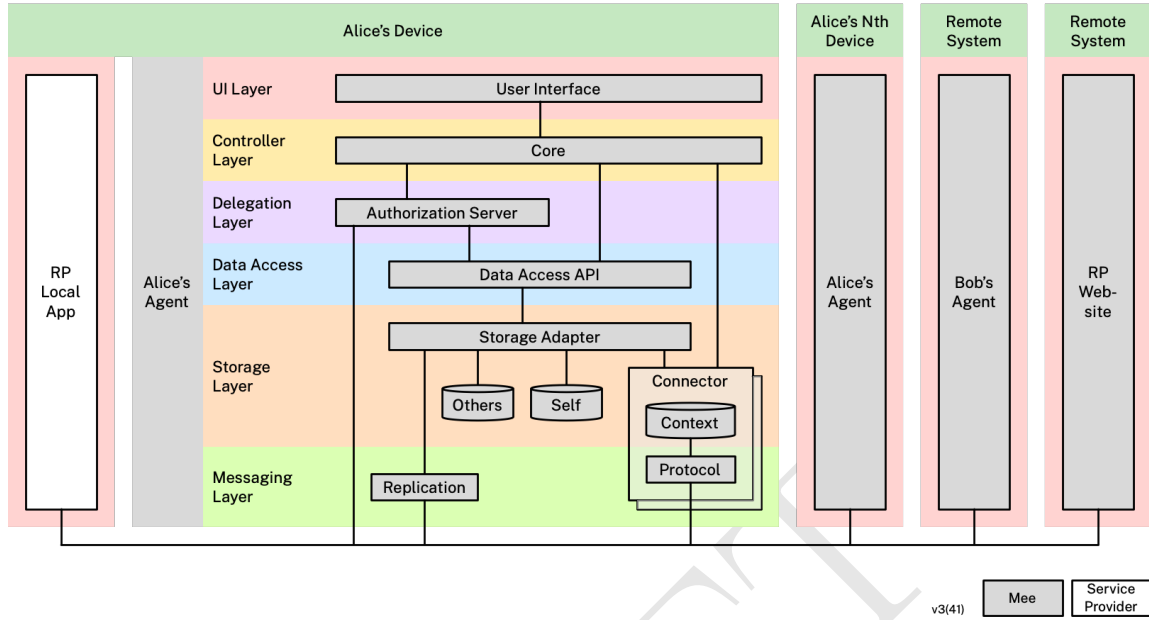 Alice's Device
Alice's Nth
Device
Remote
System
Remote
System
RP
Local
App
Alice's
Agent
UI Layer
User Interface
Controller
Layer
Core
Delegation
Layer
Authorization Server
Data Access
Layer
Data Access API
Storage
Layer
Storage Adapter
Others
Self
Connector
Context
Protocol
Messaging
Layer
Replication
Alice's
Agent
Bob's
Agent
RP
Web-
site
v3(41)
Mee
Service
Provider